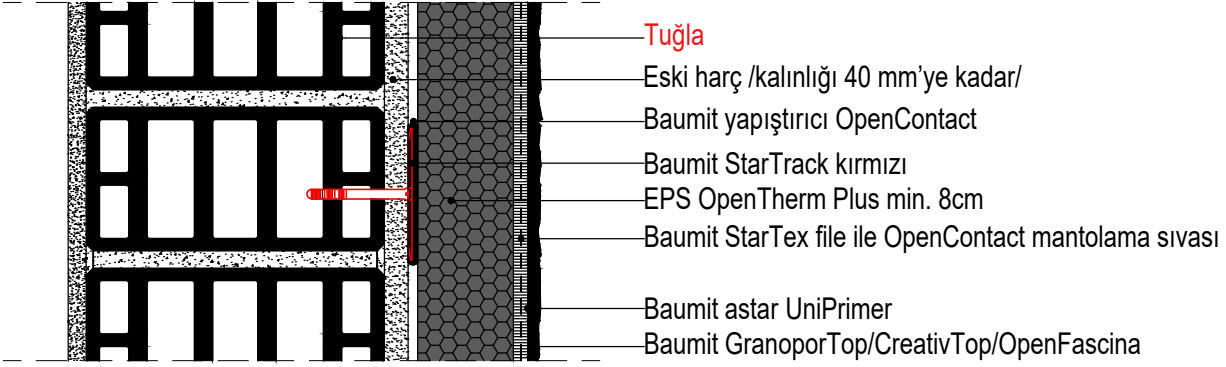 Tuğla
Eski harç /kalınlığı 40 mm’ye kadar/
Baumit yapıştırıcı OpenContact
Baumit StarTrack kırmızı
EPS OpenTherm Plus min. 8cm
Baumit StarTex file ile OpenContact mantolama sıvası
Baumit astar UniPrimer
Baumit GranoporTop/CreativTop/OpenFascina